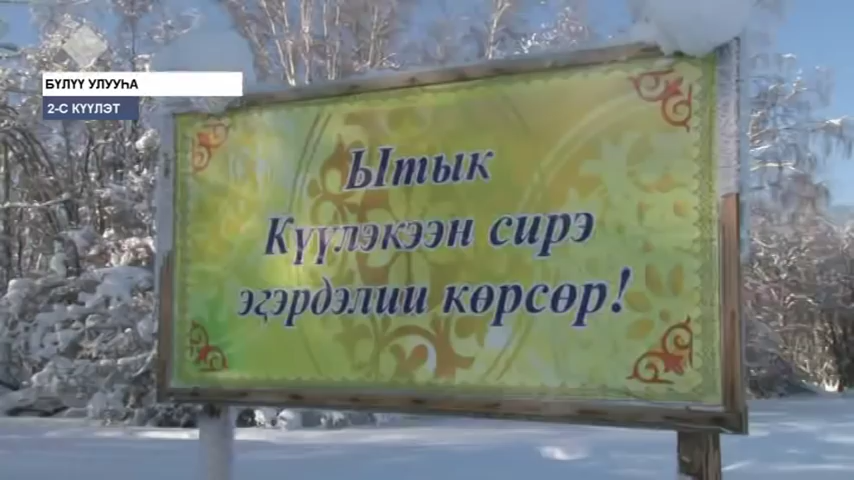 БҮЛҮҮ УЛУУҺА
2-С КҮҮЛЭТ
Ытык
Күүлэкээн сирэ
эҕэрдэлии көрсөр!